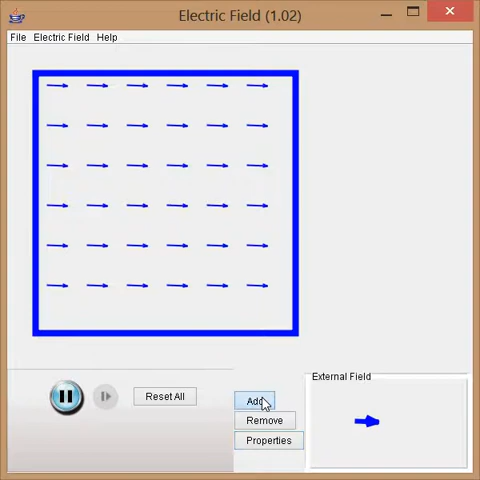 Electric Field (1.02)
File Electric Field Help
External Field
Reset All
Add
Remove
Properties